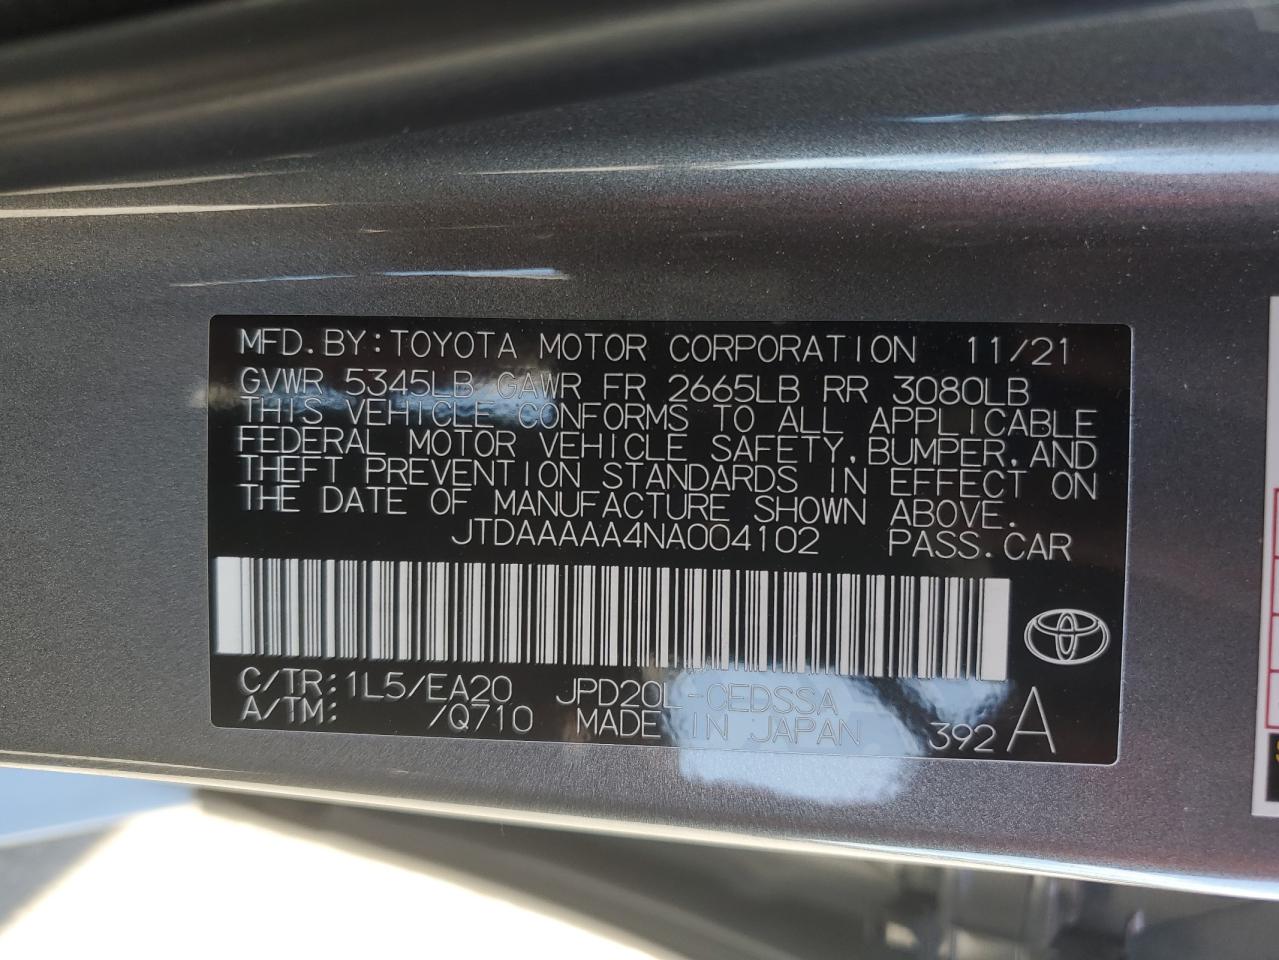 MFD.BY:TOYOTA MOTOR CORPORATION 11/21
GVWR 5345LB GAWR FR 2665LB RR 3080LB
THIS VEHICLE CONFORMS TO ALL APPLICABLE
FEDERAL MOTOR VEHICLE SAFETY,BUMPER,AND
THEFT PREVENTION STANDARDS IN EFFECT ON
THE DATE OF MANUFACTURE SHOWN ABOVE.
JTDAAAAA4NA004102 PASS.CAR
C/TR:1L5/EA20 JPD20L-CEDSSA
A/TM: /Q710 MADE IN JAPAN 392 A